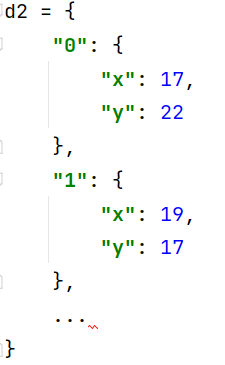 d2 = {
    "0": {
        "x": 17,
        "y": 22
    },
    "1": {
        "x": 19,
        "y": 17
    },
    ...
}